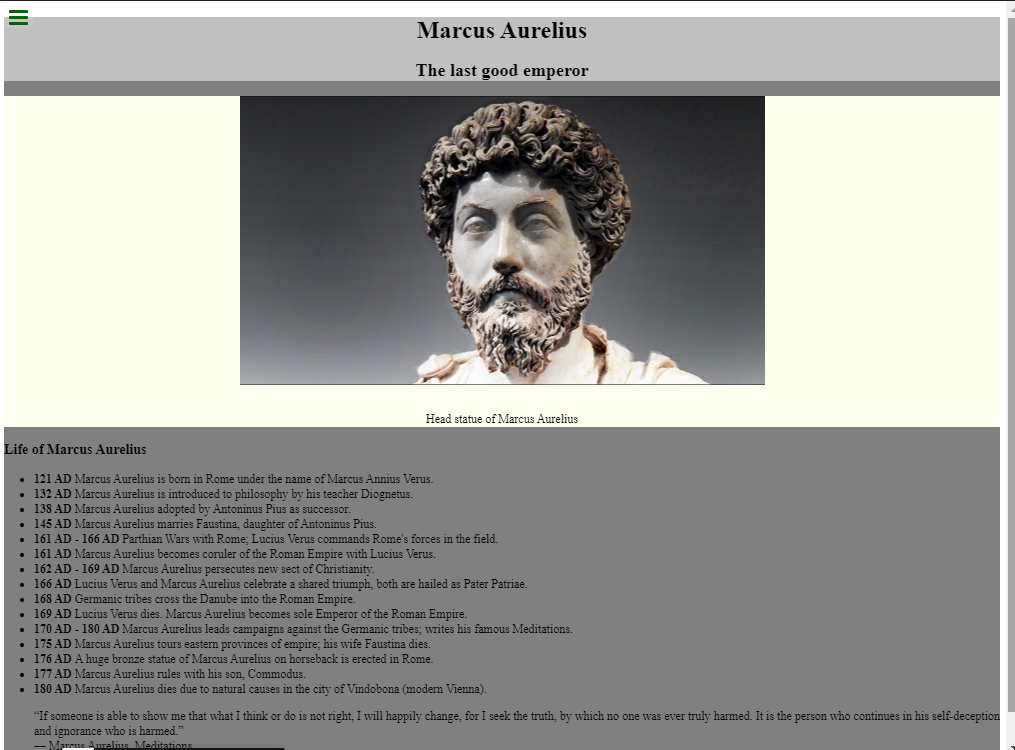 Marcus Aurelius
The last good emperor
Head statue of Marcus Aurelius
Life of Marcus Aurelius
121 AD Marcus Aurelius is born in Rome under the name of Marcus Annius Verus.
132 AD Marcus Aurelius is introduced to philosophy by his teacher Diognetus.
138 AD Marcus Aurelius adopted by Antoninus Pius as successor.
145 AD Marcus Aurelius marries Faustina, daughter of Antoninus Pius.
161 AD - 166 AD Parthian Wars with Rome; Lucius Verus commands Rome's forces in the field.
161 AD Marcus Aurelius becomes coruler of the Roman Empire with Lucius Verus.
162 AD - 169 AD Marcus Aurelius persecutes new sect of Christianity.
166 AD Lucius Verus and Marcus Aurelius celebrate a shared triumph, both are hailed as Pater Patriae.
168 AD Germanic tribes cross the Danube into the Roman Empire.
169 AD Lucius Verus dies. Marcus Aurelius becomes sole Emperor of the Roman Empire.
170 AD - 180 AD Marcus Aurelius leads campaigns against the Germanic tribes; writes his famous Meditations.
175 AD Marcus Aurelius tours eastern provinces of empire; his wife Faustina dies.
176 AD A huge bronze statue of Marcus Aurelius on horseback is erected in Rome.
177 AD Marcus Aurelius rules with his son, Commodus.
180 AD Marcus Aurelius dies due to natural causes in the city of Vindobona (modern Vienna).
“If someone is able to show me that what I think or do is not right, I will happily change, for I seek the truth, by which no one was ever truly harmed. It is the person who continues in his self-deception
and ignorance who is harmed.”
— Marcus Aurelius, Meditations